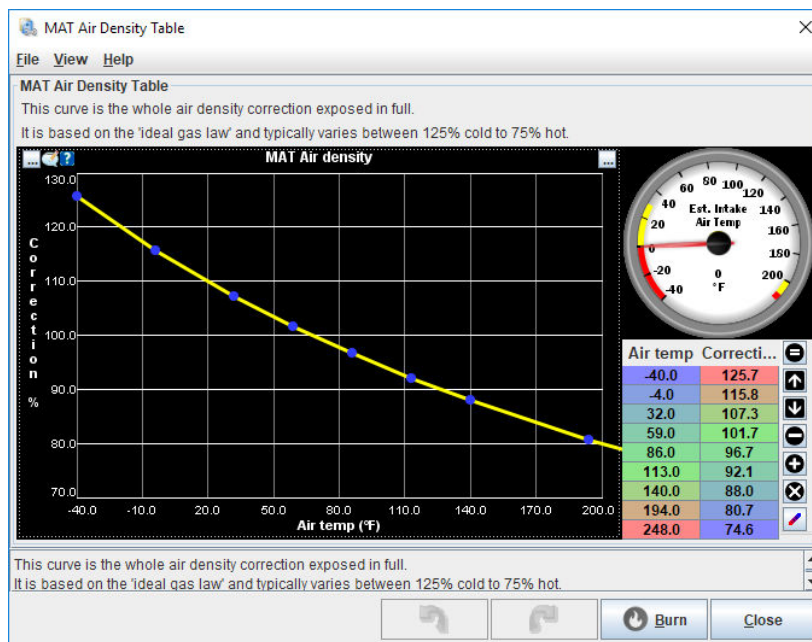 MAT Air Density Table
File View Help
MAT Air Density Table
This curve is the whole air density correction exposed in full.
It is based on the 'ideal gas law' and typically varies between 125% cold to 75% hot.
... ? MAT Air density ...
130.0
120.0
110.0
100.0
90.0
80.0
70.0
Correction %
-40.0 -10.0 20.0 50.0 80.0 110.0 140.0 170.0 200.0
Air temp (°F)
-40 -20 0 20 40 60 80 100 120 140 160 180 200
Est. Intake
Air Temp
0
°F
Air temp Correcti...
-40.0 125.7
-4.0 115.8
32.0 107.3
59.0 101.7
86.0 96.7
113.0 92.1
140.0 88.0
194.0 80.7
248.0 74.6
This curve is the whole air density correction exposed in full.
It is based on the 'ideal gas law' and typically varies between 125% cold to 75% hot.
Burn Close